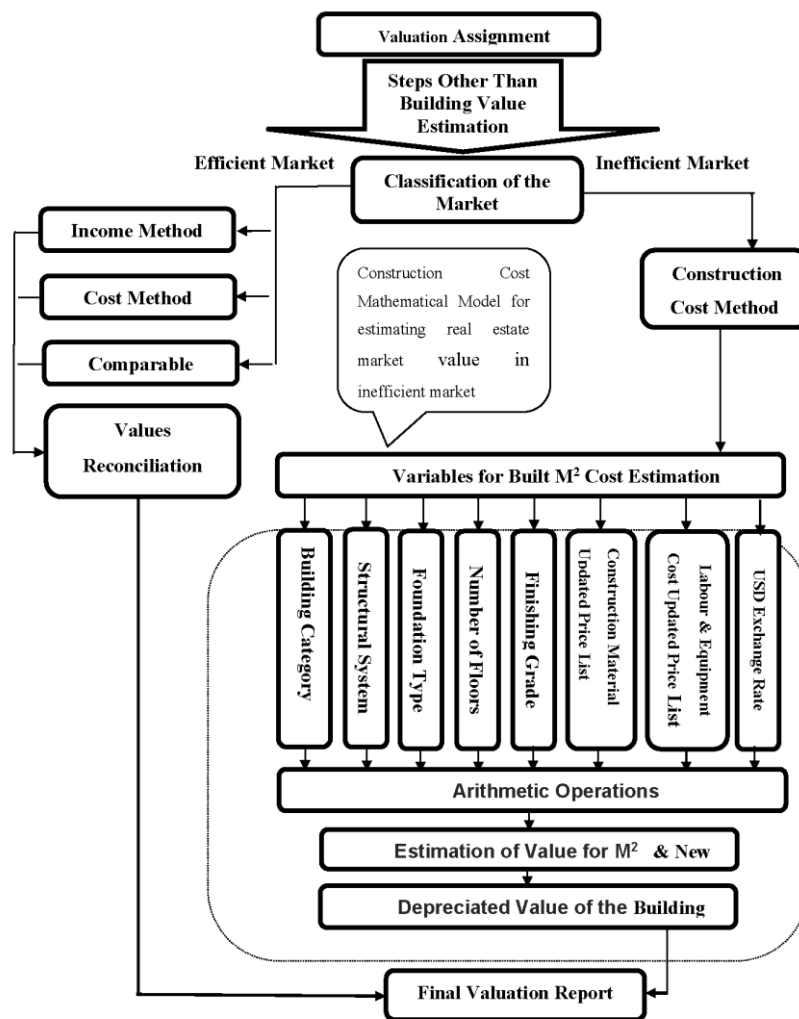 Valuation Assignment
Steps Other Than
Building Value
Estimation
Efficient Market
Inefficient Market
Classification of the
Market
Income Method
Cost Method
Comparable
Values
Reconciliation
Construction Cost
Mathematical Model for
estimating real estate
market value in
inefficient market
Construction
Cost Method
Variables for Built M² Cost Estimation
Building Category
Structural System
Foundation Type
Number of Floors
Finishing Grade
Construction Material
Updated Price List
Labour & Equipment
Cost Updated Price List
USD Exchange Rate
Arithmetic Operations
Estimation of Value for M² & New
Depreciated Value of the Building
Final Valuation Report